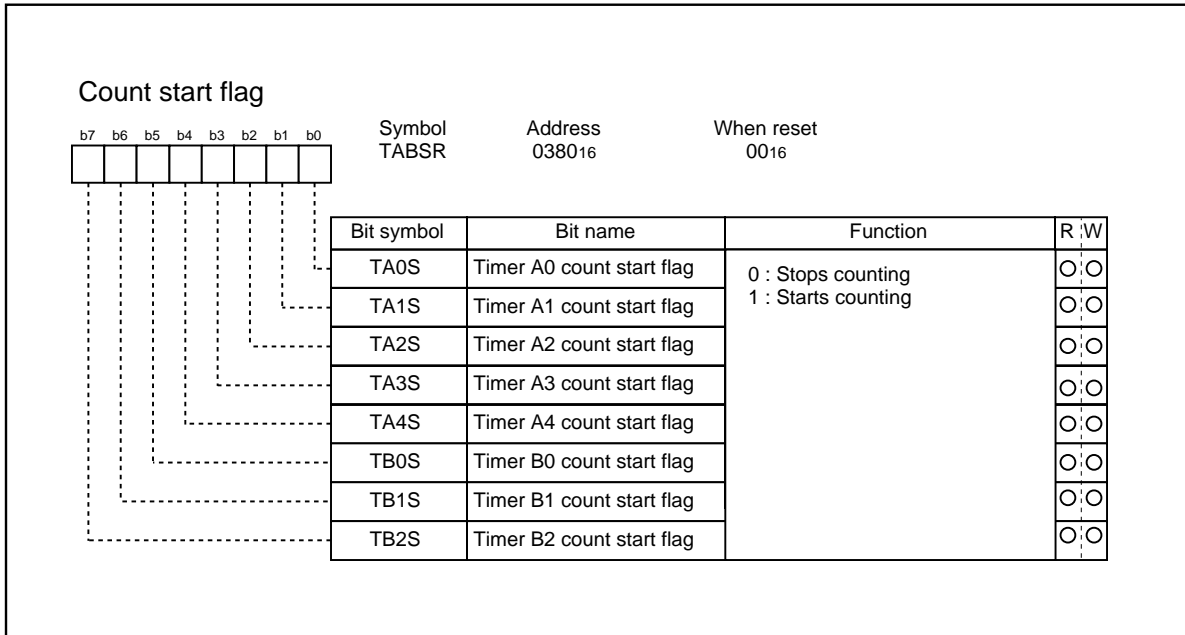 Count start flag
b7 b6 b5 b4 b3 b2 b1 b0
Symbol Address When reset
TABSR 038016 0016
Bit symbol Bit name Function R W
TA0S Timer A0 count start flag 0 : Stops counting
1 : Starts counting
TA1S Timer A1 count start flag
TA2S Timer A2 count start flag
TA3S Timer A3 count start flag
TA4S Timer A4 count start flag
TB0S Timer B0 count start flag
TB1S Timer B1 count start flag
TB2S Timer B2 count start flag